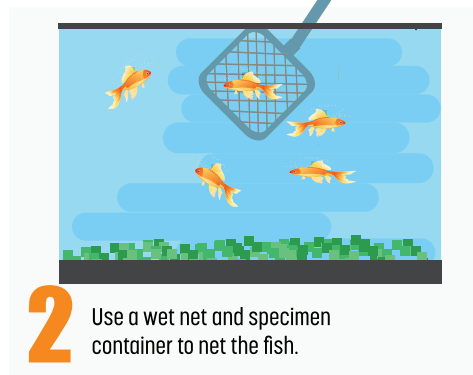 2
Use a wet net and specimen
container to net the fish.